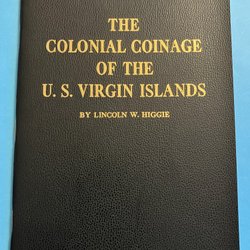 THE
COLONIAL COINAGE
OF THE
U. S. VIRGIN ISLANDS
BY LINCOLN W. HIGGIE